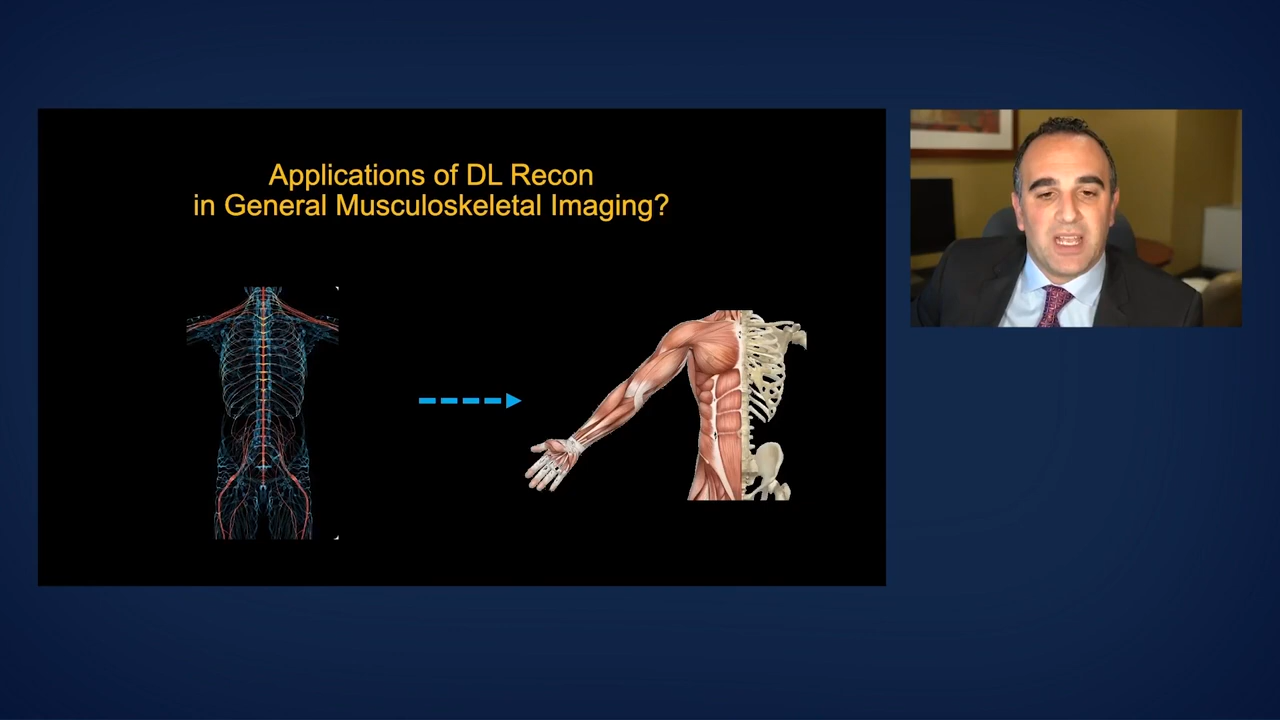 Applications of DL Recon
in General Musculoskeletal Imaging?